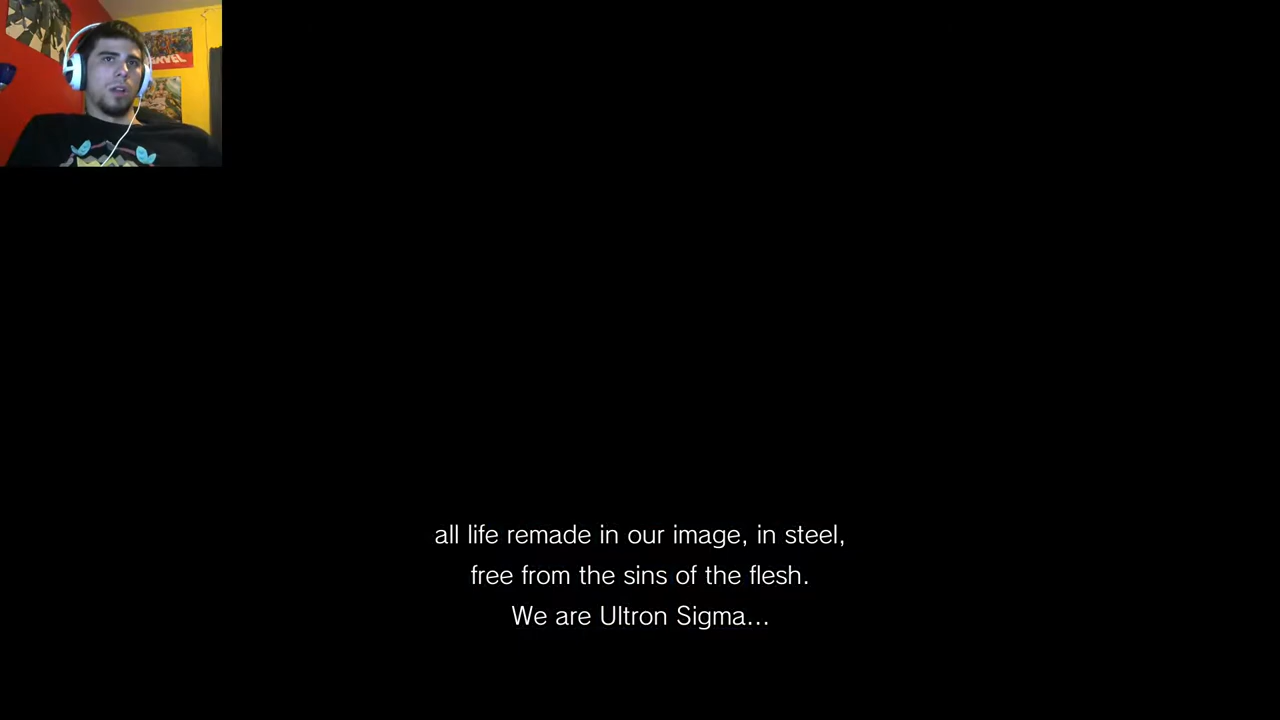 all life remade in our image, in steel,
free from the sins of the flesh.
We are Ultron Sigma...